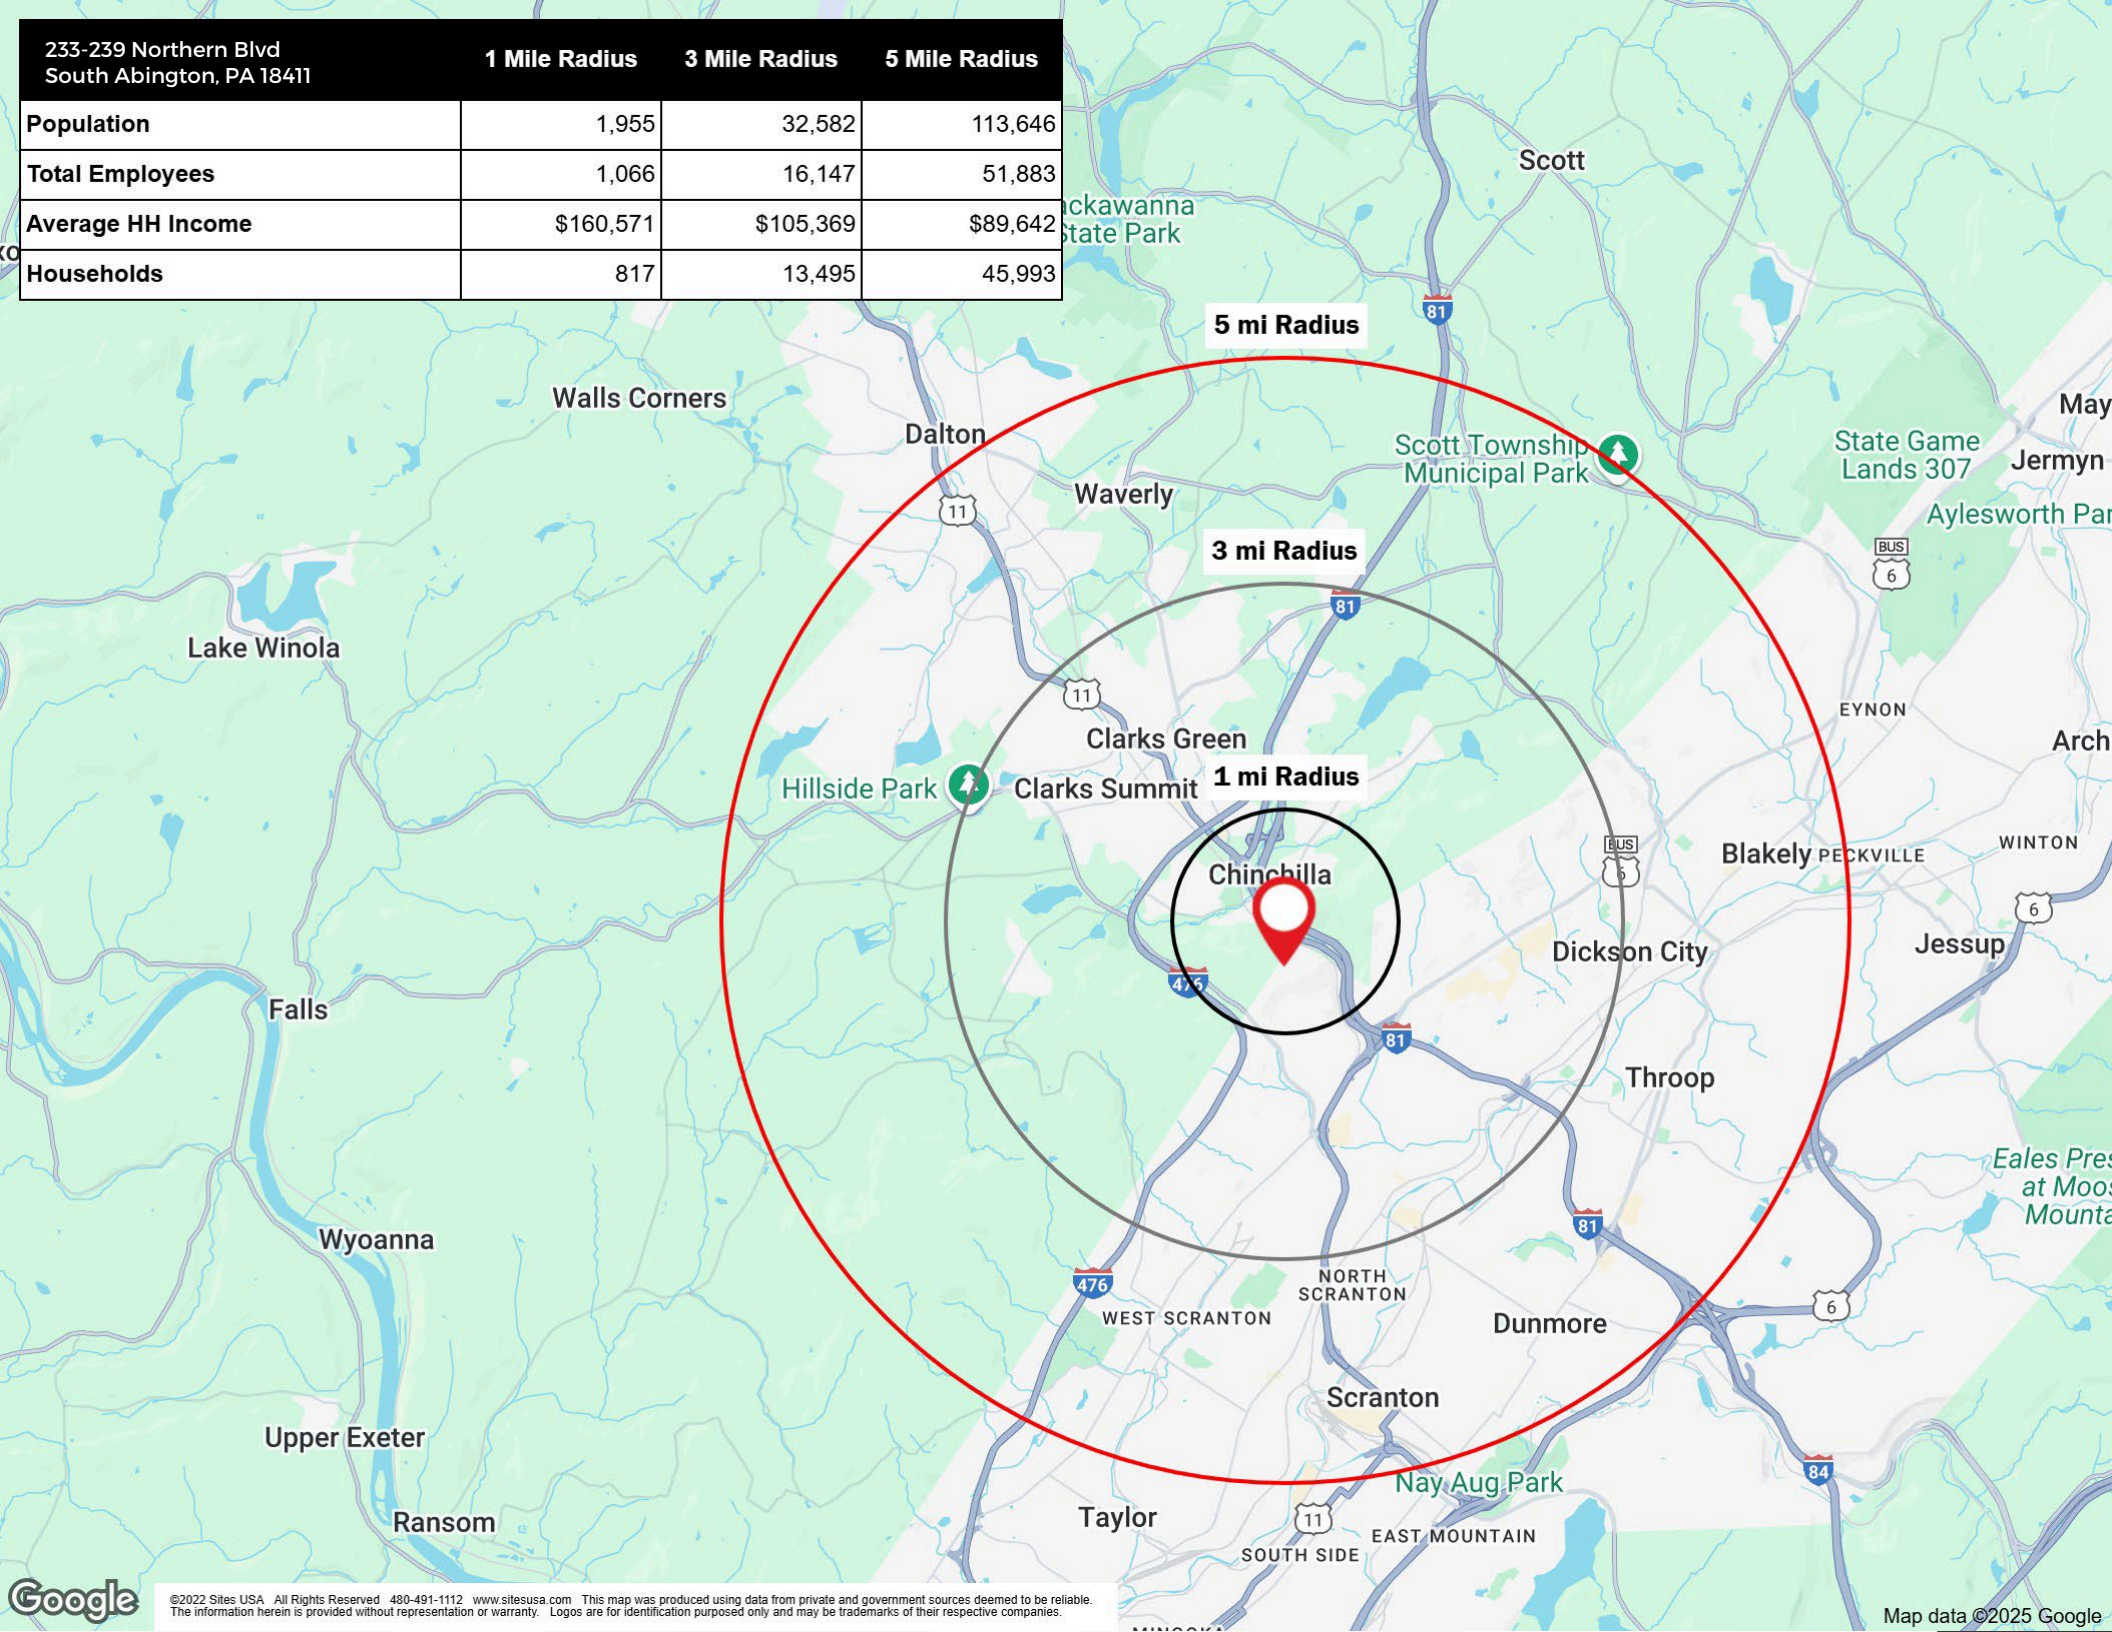 233-239 Northern Blvd
South Abington, PA 18411
1 Mile Radius 3 Mile Radius 5 Mile Radius
Population 1,955 32,582 113,646
Total Employees 1,066 16,147 51,883
Average HH Income $160,571 $105,369 $89,642
Households 817 13,495 45,993
Scott
ackawanna
State Park
xo
81
5 mi Radius
Walls Corners
May
Dalton
Scott Township
Municipal Park
State Game
Lands 307
Jermyn
Waverly
11
Aylesworth Par
3 mi Radius
BUS
6
81
Lake Winola
11
EYNON
Clarks Green
Arch
1 mi Radius
Hillside Park
Clarks Summit
BUS
6
Blakely
PECKVILLE
WINTON
Chinchilla
6
Dickson City
Jessup
476
Falls
81
Throop
Eales Pres
at Moos
Mounta
81
Wyoanna
476
NORTH
SCRANTON
WEST SCRANTON
Dunmore
6
Scranton
Upper Exeter
84
Nay Aug Park
Ransom
Taylor
11
EAST MOUNTAIN
SOUTH SIDE
Google
©2022 Sites USA All Rights Reserved 480-491-1112 www.sitesusa.com This map was produced using data from private and government sources deemed to be reliable.
The information herein is provided without representation or warranty. Logos are for identification purposed only and may be trademarks of their respective companies.
Map data ©2025 Google
MINOOKA